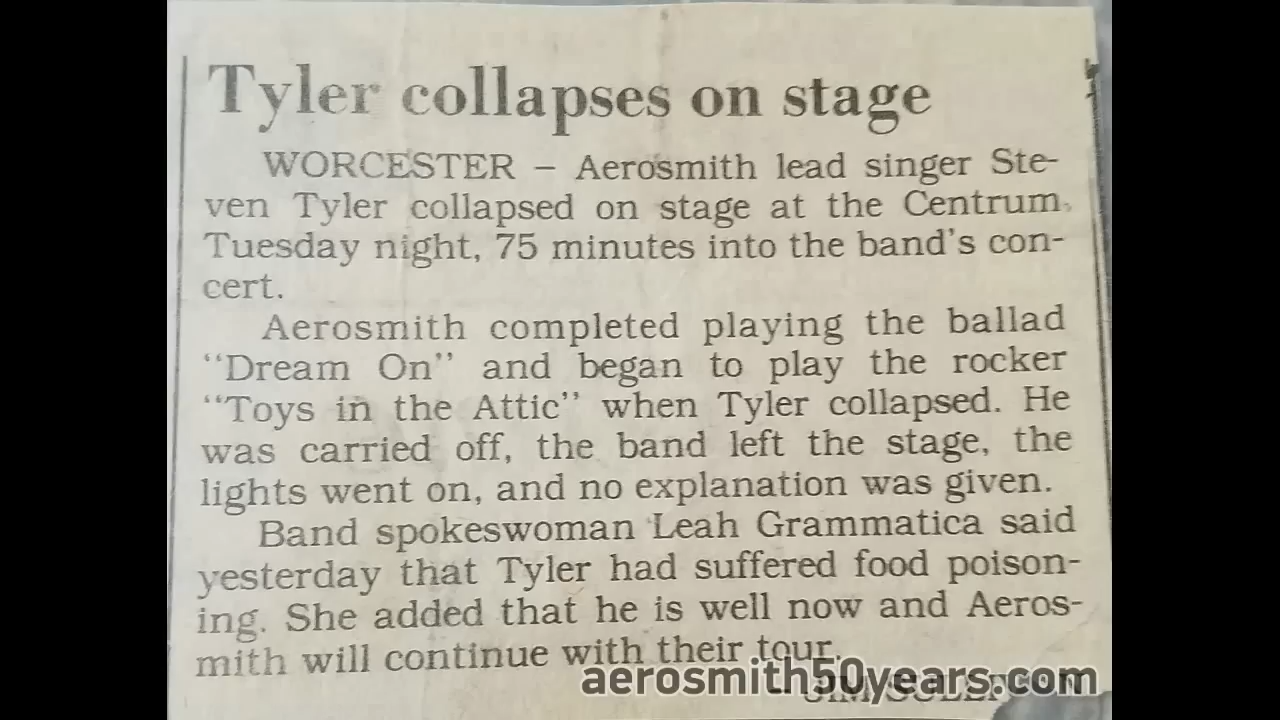 Tyler collapses on stage
WORCESTER – Aerosmith lead singer Ste-
ven Tyler collapsed on stage at the Centrum
Tuesday night, 75 minutes into the band's con-
cert.
Aerosmith completed playing the ballad
"Dream On" and began to play the rocker
"Toys in the Attic" when Tyler collapsed. He
was carried off, the band left the stage, the
lights went on, and no explanation was given.
Band spokeswoman Leah Grammatica said
yesterday that Tyler had suffered food poison-
ing. She added that he is well now and Aeros-
mith will continue with their tour.
aerosmith50years.com